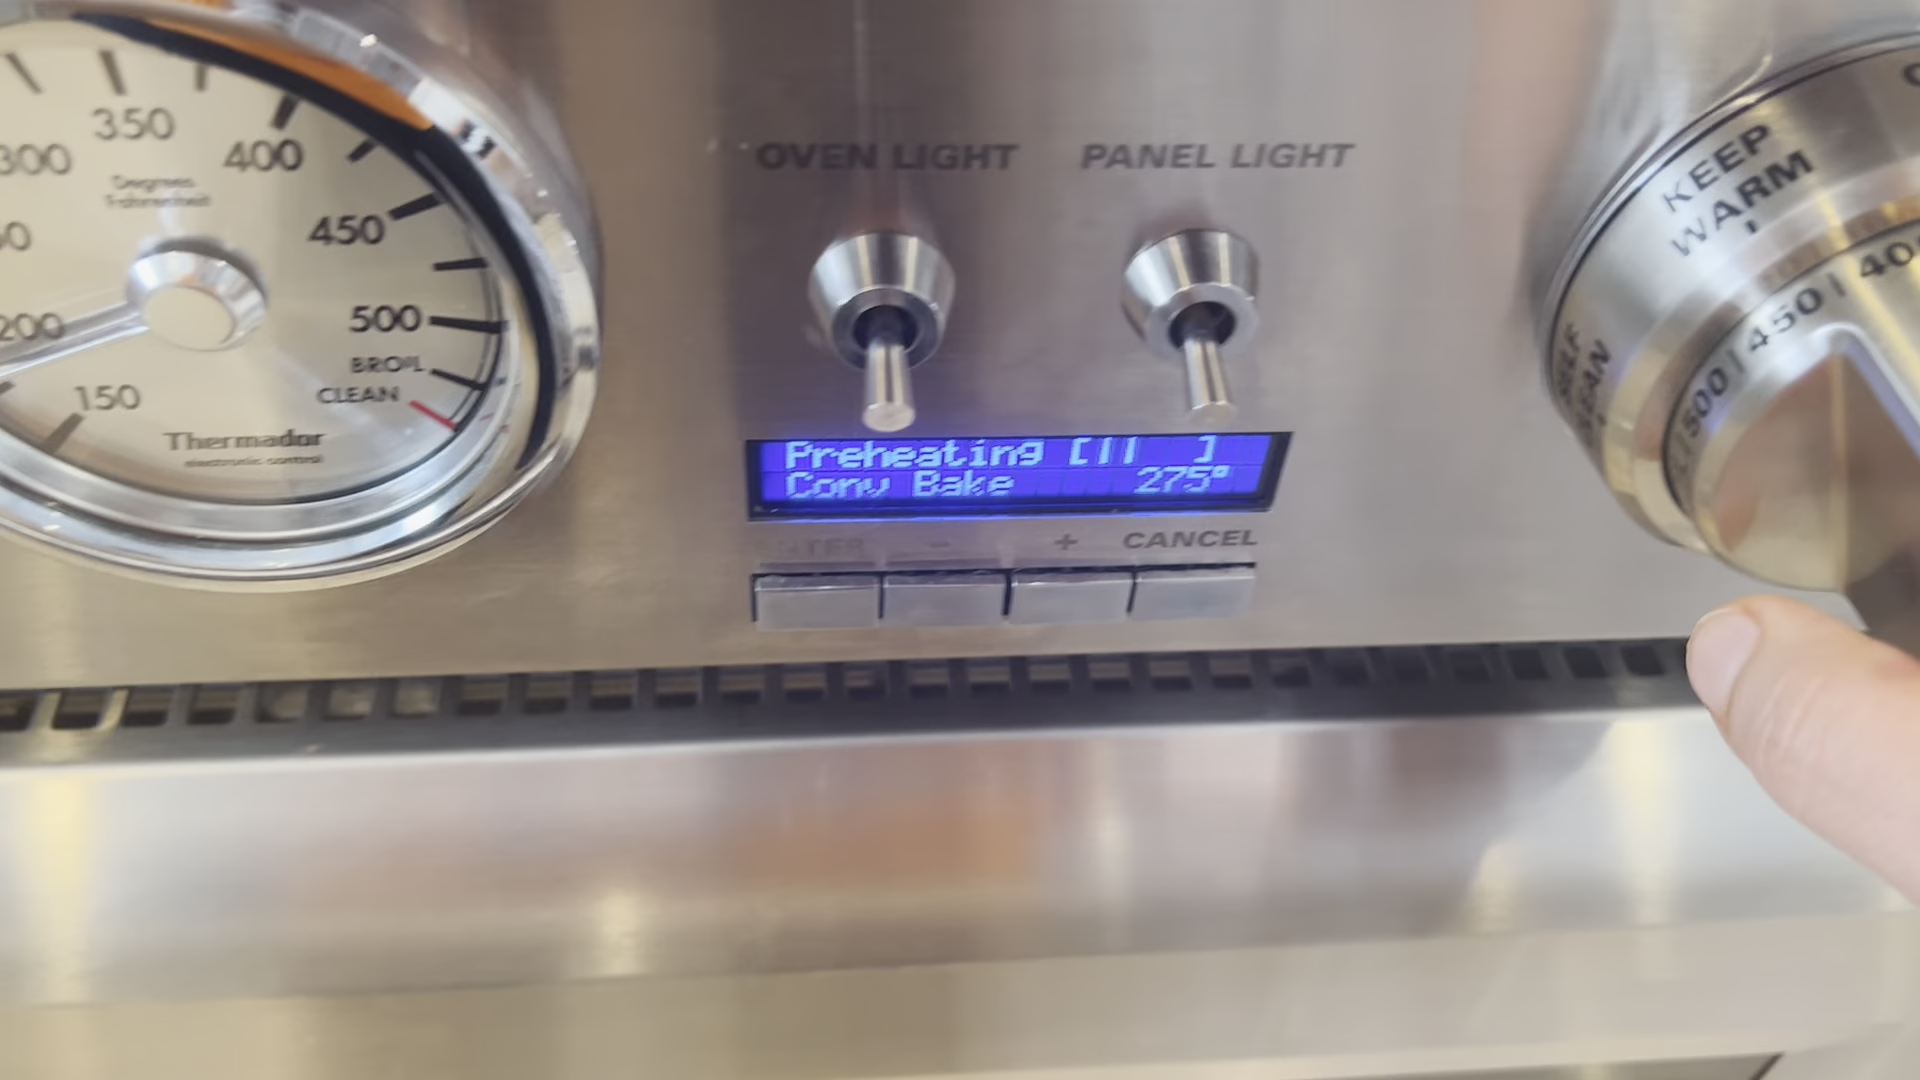 350
300
400
Degrees
Fahrenheit
450
200
500
BROIL
CLEAN
150
Thermador
electronic control
OVEN LIGHT
PANEL LIGHT
Preheating [||  ]
Conv Bake 275°
ENTER - + CANCEL
KEEP
WARM
450
500